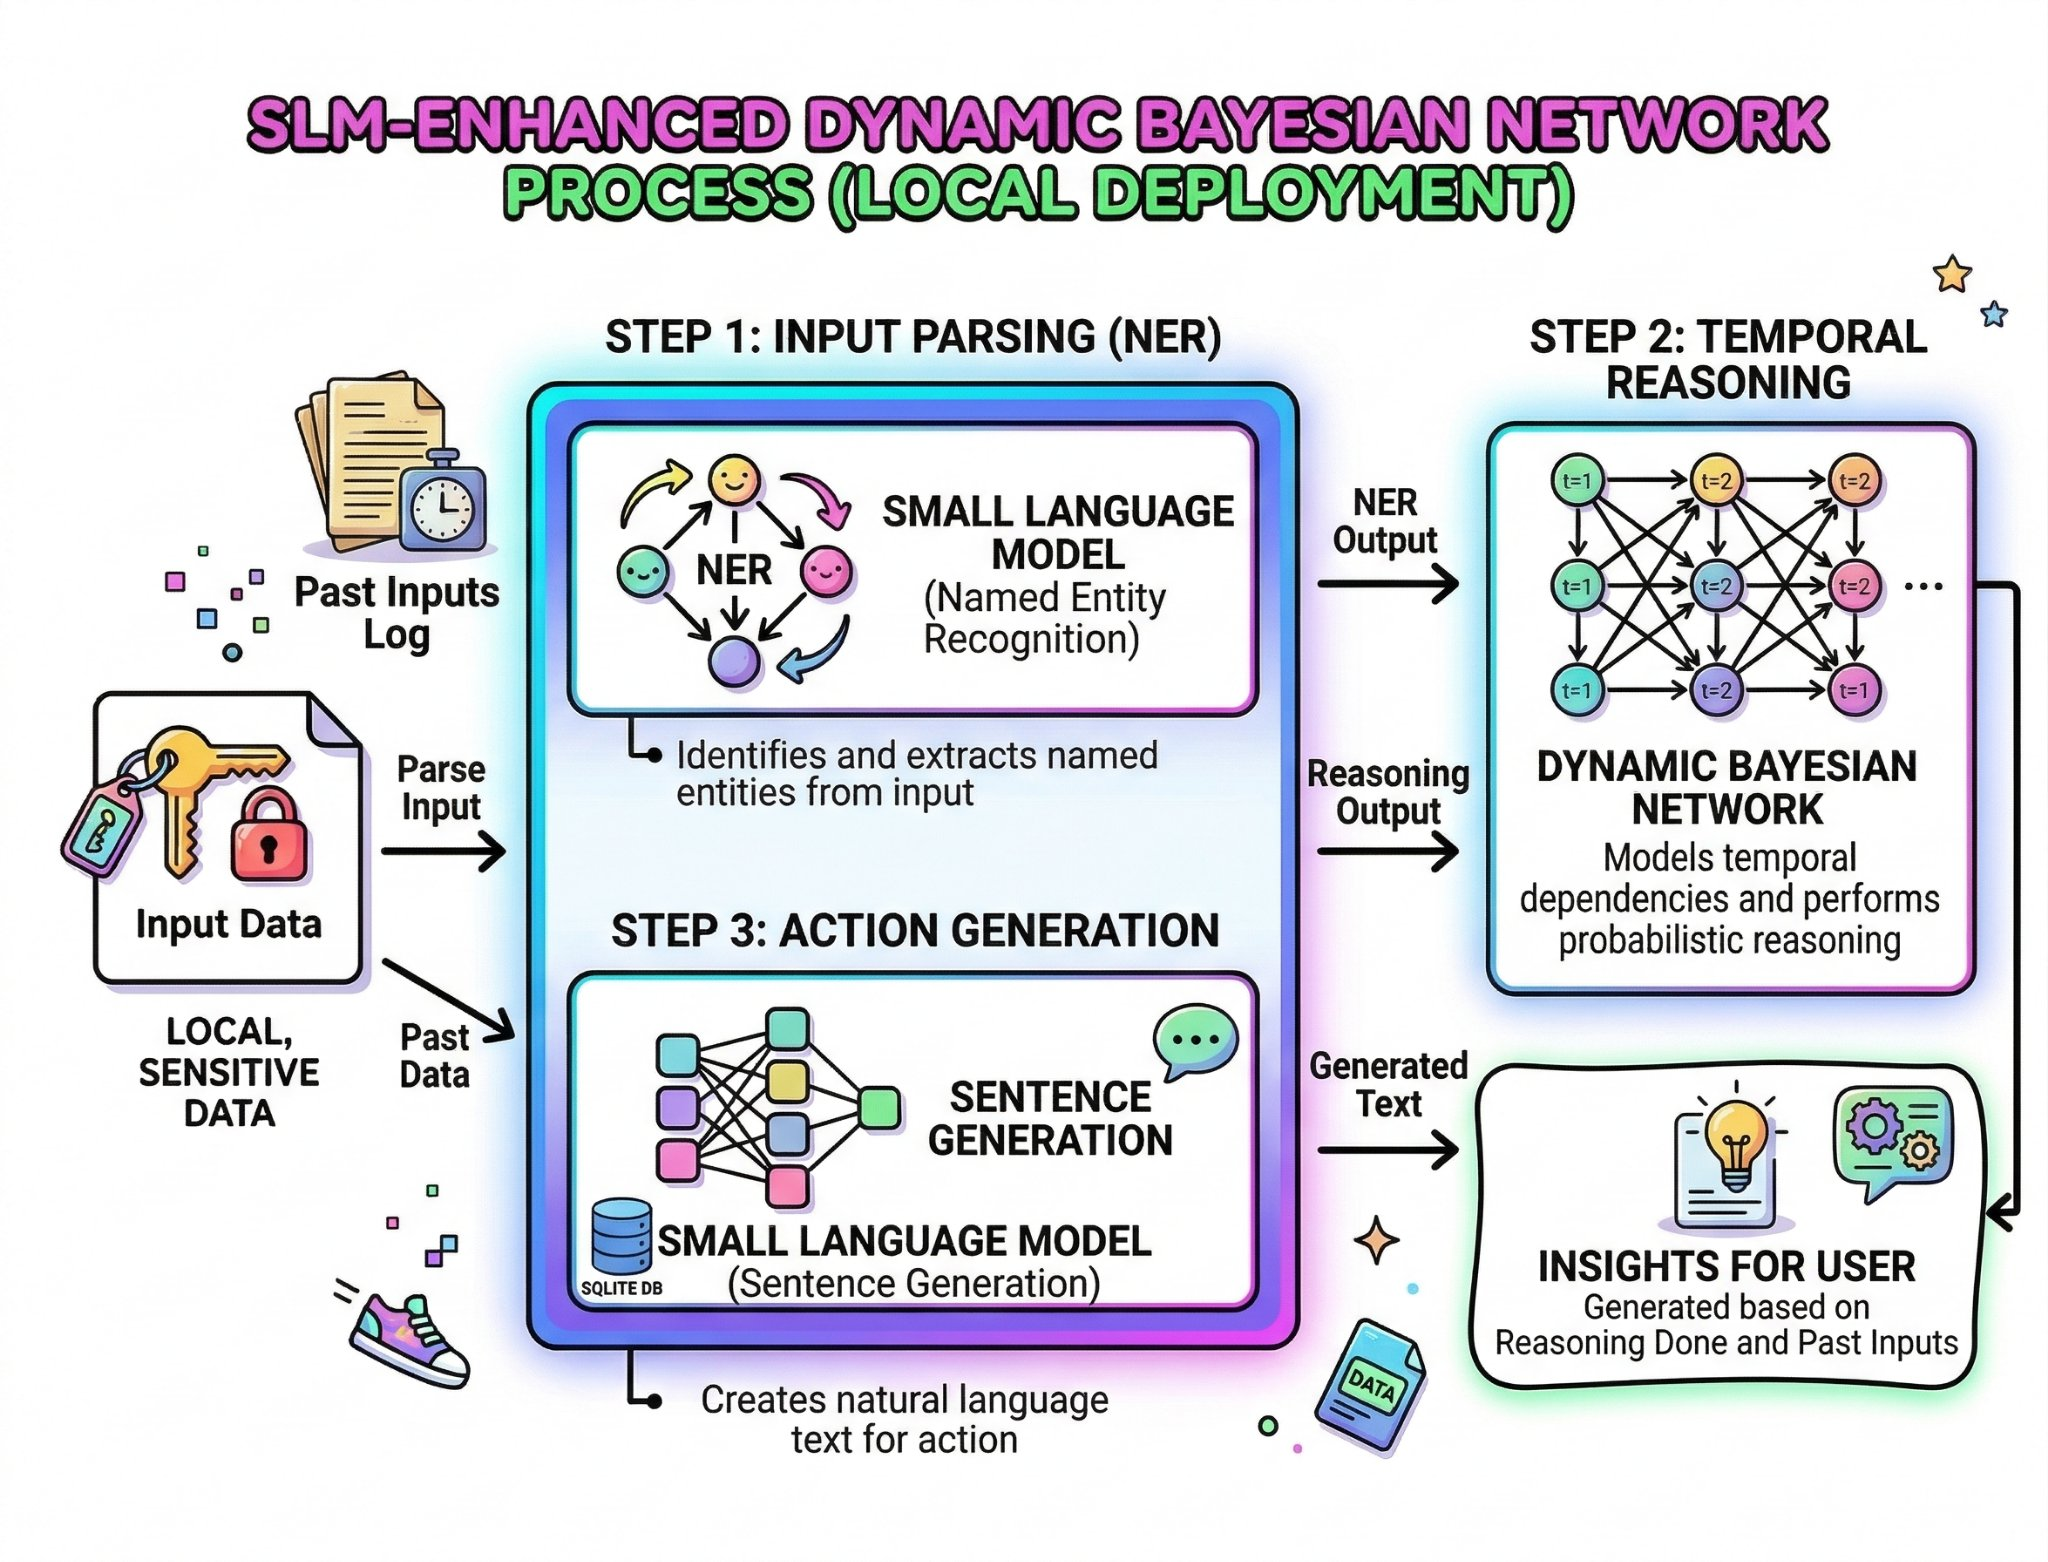 SLM-ENHANCED DYNAMIC BAYESIAN NETWORK
PROCESS (LOCAL DEPLOYMENT)
Past Inputs
Log
Input Data
LOCAL,
SENSITIVE
DATA
Parse
Input
Past
Data
STEP 1: INPUT PARSING (NER)
NER
SMALL LANGUAGE
MODEL
(Named Entity
Recognition)
Identifies and extracts named
entities from input
STEP 3: ACTION GENERATION
SENTENCE
GENERATION
SQLITE DB
SMALL LANGUAGE MODEL
(Sentence Generation)
Creates natural language
text for action
NER
Output
Reasoning
Output
Generated
Text
STEP 2: TEMPORAL
REASONING
t=1 t=2 t=2
t=1 t=2 t=2 ...
t=1 t=2 t=1
DYNAMIC BAYESIAN
NETWORK
Models temporal
dependencies and performs
probabilistic reasoning
INSIGHTS FOR USER
Generated based on
Reasoning Done and Past Inputs
DATA